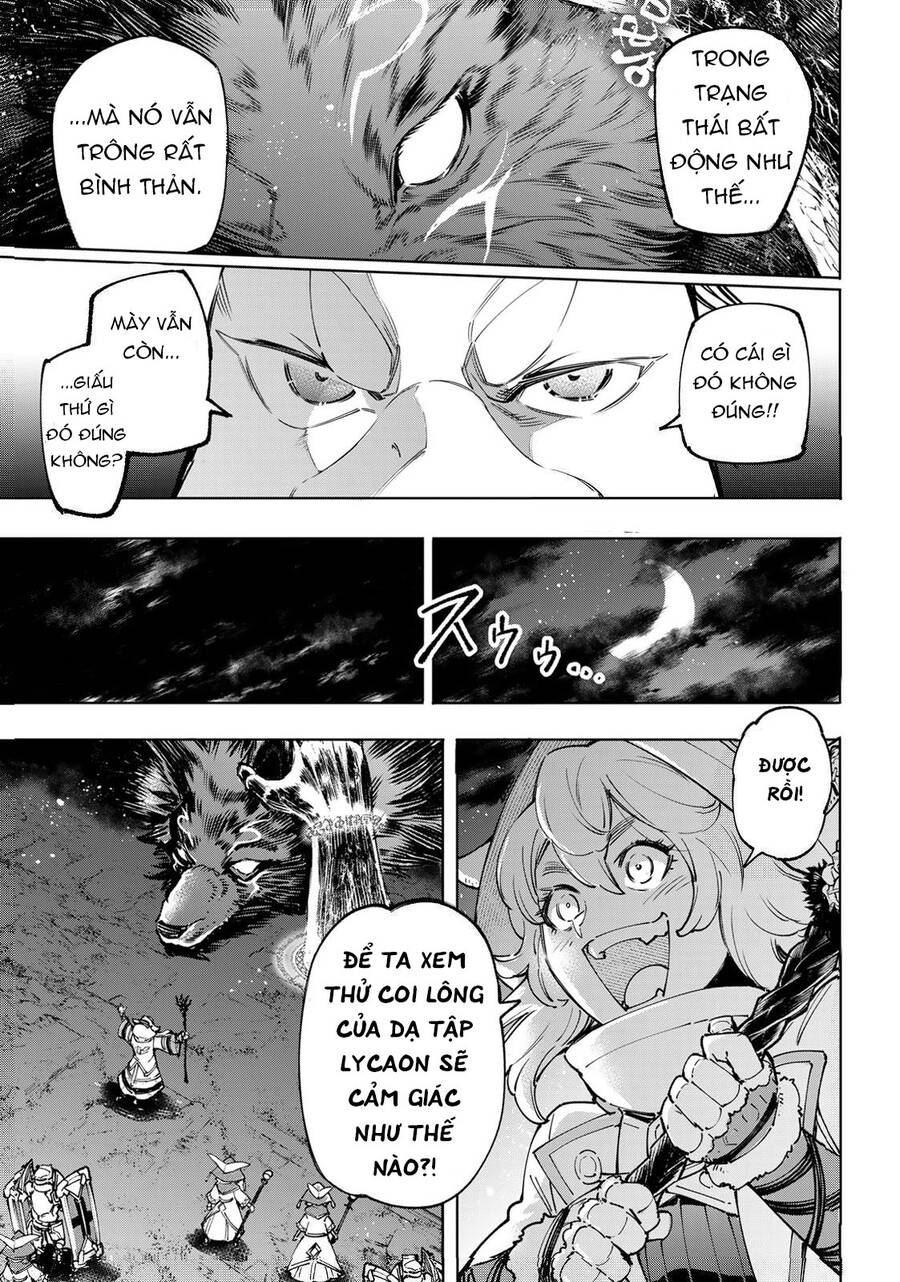 TRONG
TRẠNG
THÁI BẤT
ĐỘNG NHƯ
THẾ...
...MÀ NÓ VẪN
TRÔNG RẤT
BÌNH THẢN.
CÓ CÁI GÌ
ĐÓ KHÔNG
ĐÚNG!!
MÀY VẪN
CÒN...
...GIẤU
THỨ GÌ
ĐÓ ĐÚNG
KHÔNG?
スゥゥ...
ĐƯỢC
RỒI!
ĐỂ TA XEM
THỬ COI LÔNG
CỦA DẠ TẬP
LYCAON SẼ
CẢM GIÁC
NHƯ THẾ
NÀO?!